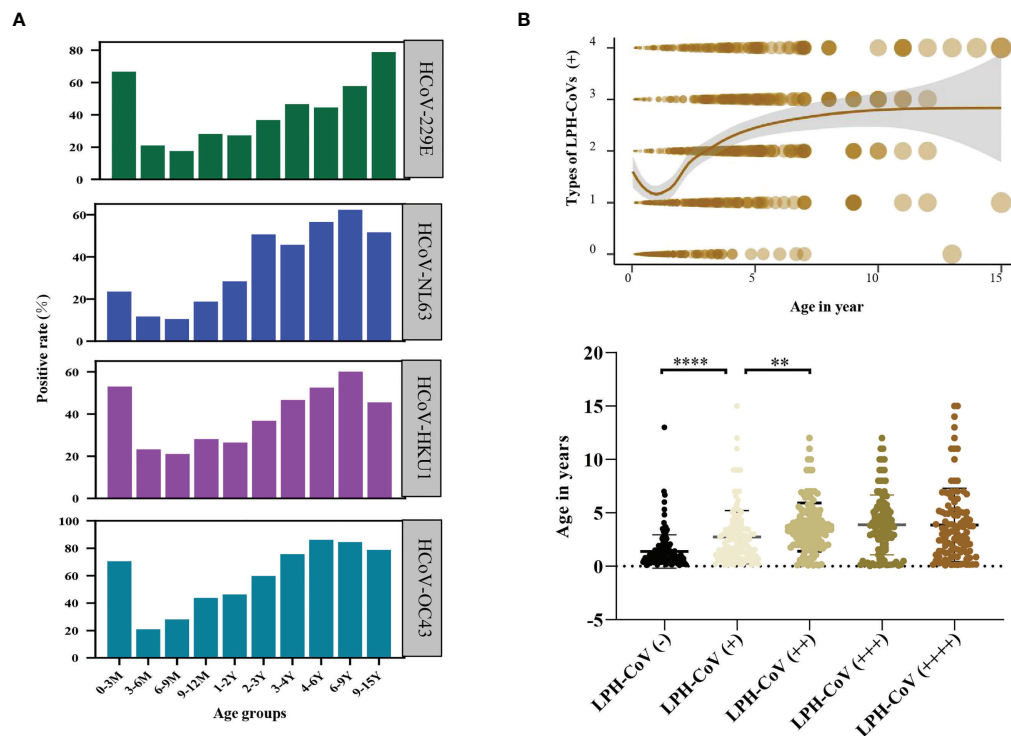 A
Positive rate (%)
80
60
40
20
0
HCoV-229E
60
40
20
0
HCoV-NL63
60
40
20
0
HCoV-HKU1
100
80
60
40
20
0
HCoV-OC43
0-3M 3-6M 6-9M 9-12M 1-2Y 2-3Y 3-4Y 4-6Y 6-9Y 9-15Y
Age groups
B
Types of LPH-CoVs (+)
4
3
2
1
0
0 5 10 15
Age in year
Age in years
20
15
10
5
0
-5
**** **
LPH-CoV (-) LPH-CoV (+) LPH-CoV (++) LPH-CoV (+++) LPH-CoV (++++)